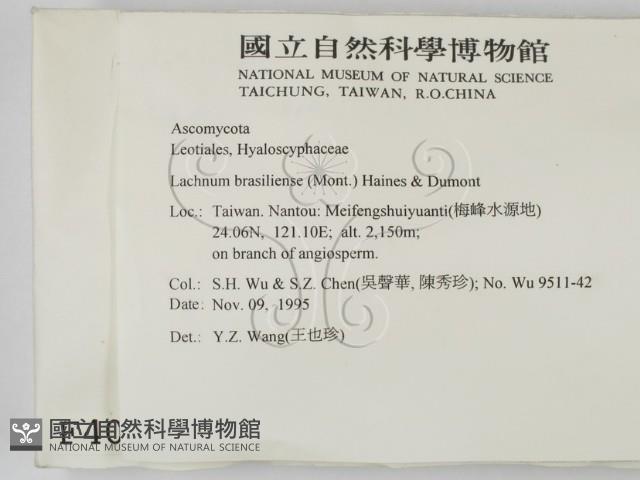 國立自然科學博物館
NATIONAL MUSEUM OF NATURAL SCIENCE
TAICHUNG, TAIWAN, R.O.CHINA
Ascomycota
Leotiales, Hyaloscyphaceae
Lachnum brasiliense (Mont.) Haines & Dumont
Loc.: Taiwan. Nantou: Meifengshuiyuanti(梅峰水源地)
24.06N, 121.10E; alt. 2,150m;
on branch of angiosperm.
Col.: S.H. Wu & S.Z. Chen(吳聲華, 陳秀珍); No. Wu 9511-42
Date: Nov. 09, 1995
Det.: Y.Z. Wang(王也珍)
國立自然科學博物館
NATIONAL MUSEUM OF NATURAL SCIENCE